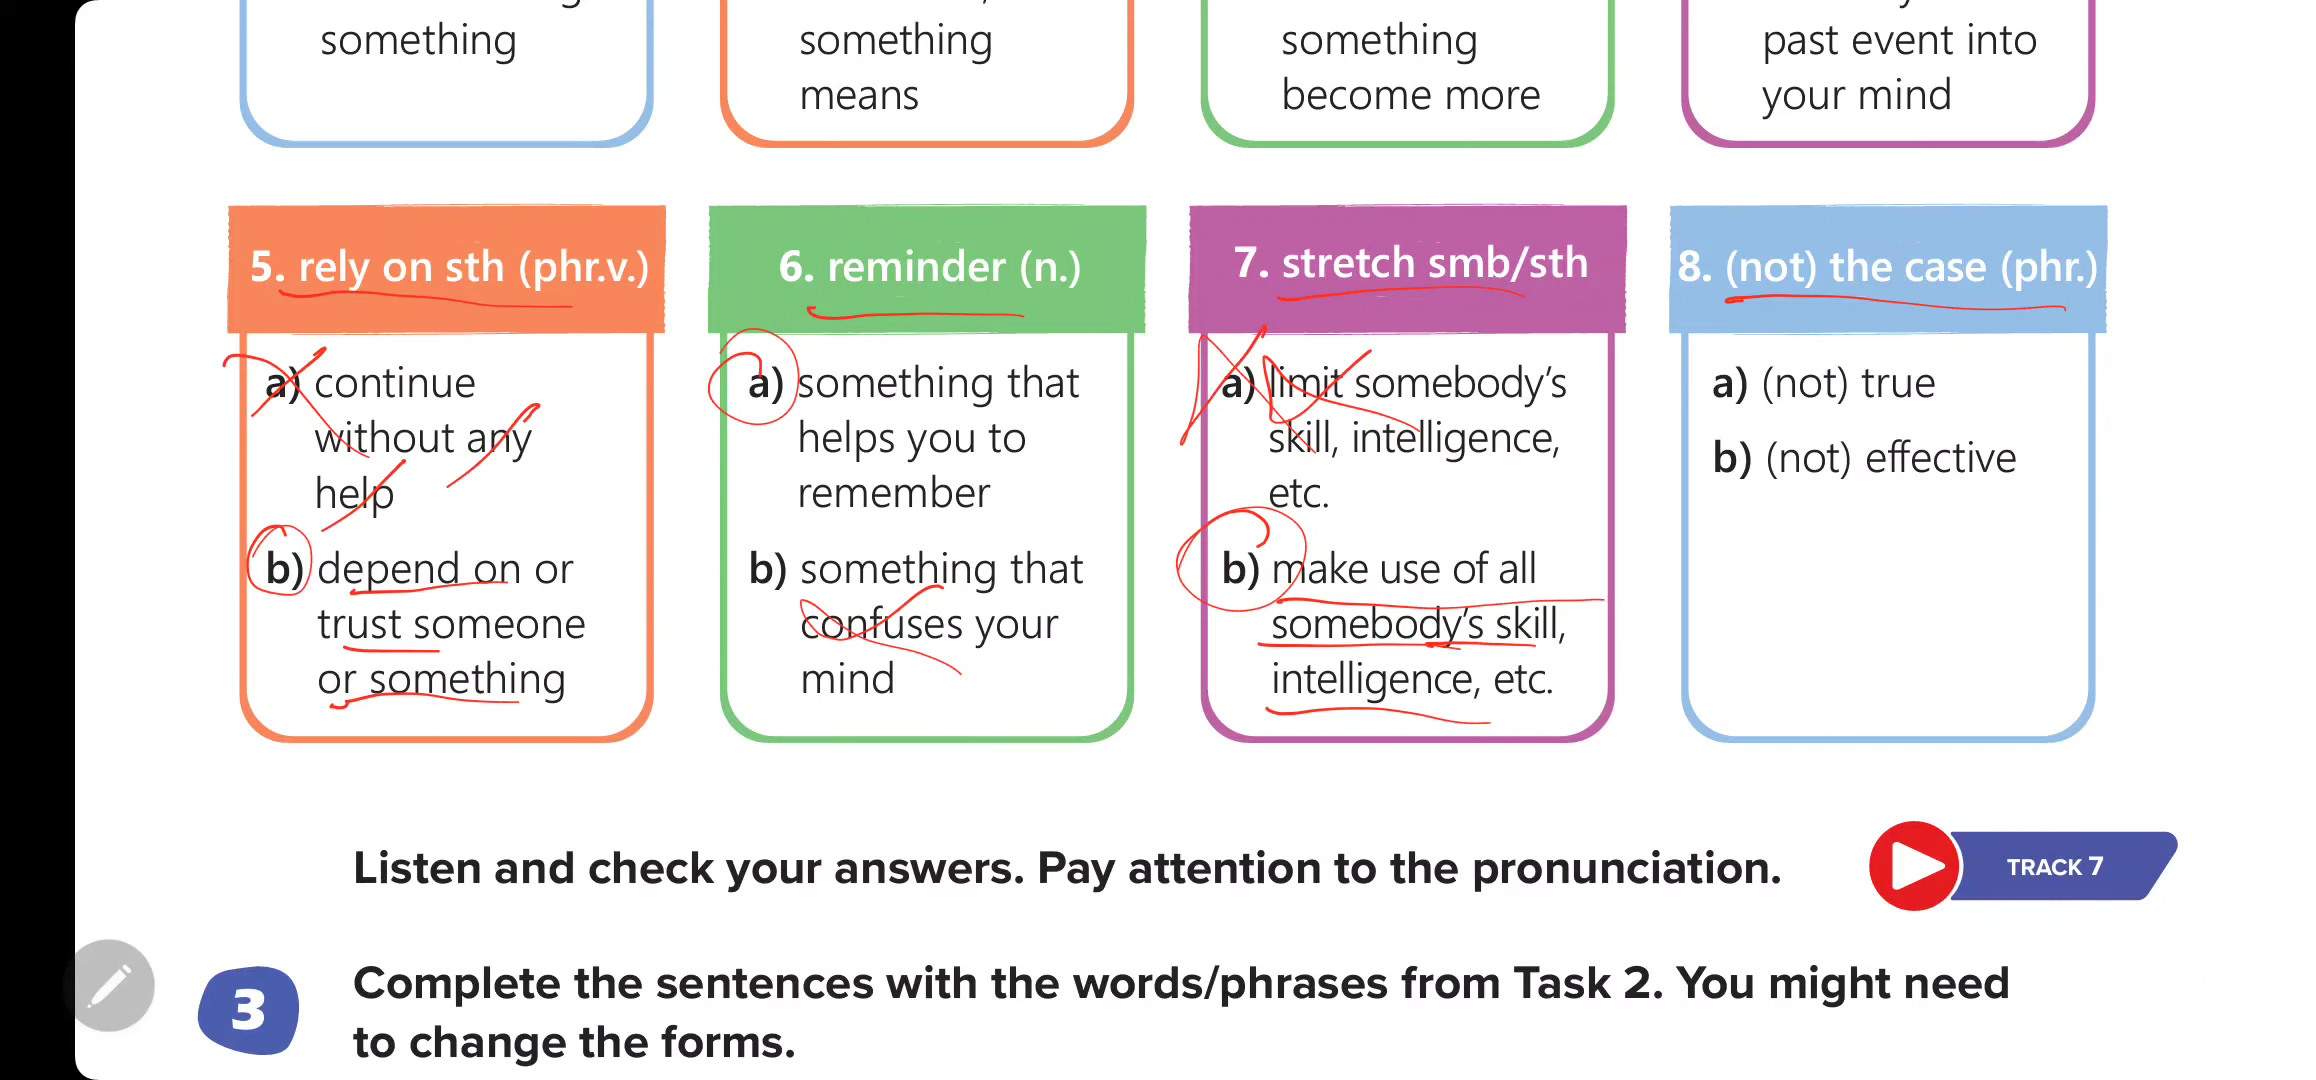 something
something
means
something
become more
past event into
your mind
5. rely on sth (phr.v.)
a) continue
without any
help
b) depend on or
trust someone
or something
6. reminder (n.)
a) something that
helps you to
remember
b) something that
confuses your
mind
7. stretch smb/sth
a) limit somebody's
skill, intelligence,
etc.
b) make use of all
somebody's skill,
intelligence, etc.
8. (not) the case (phr.)
a) (not) true
b) (not) effective
Listen and check your answers. Pay attention to the pronunciation.
TRACK 7
3
Complete the sentences with the words/phrases from Task 2. You might need
to change the forms.